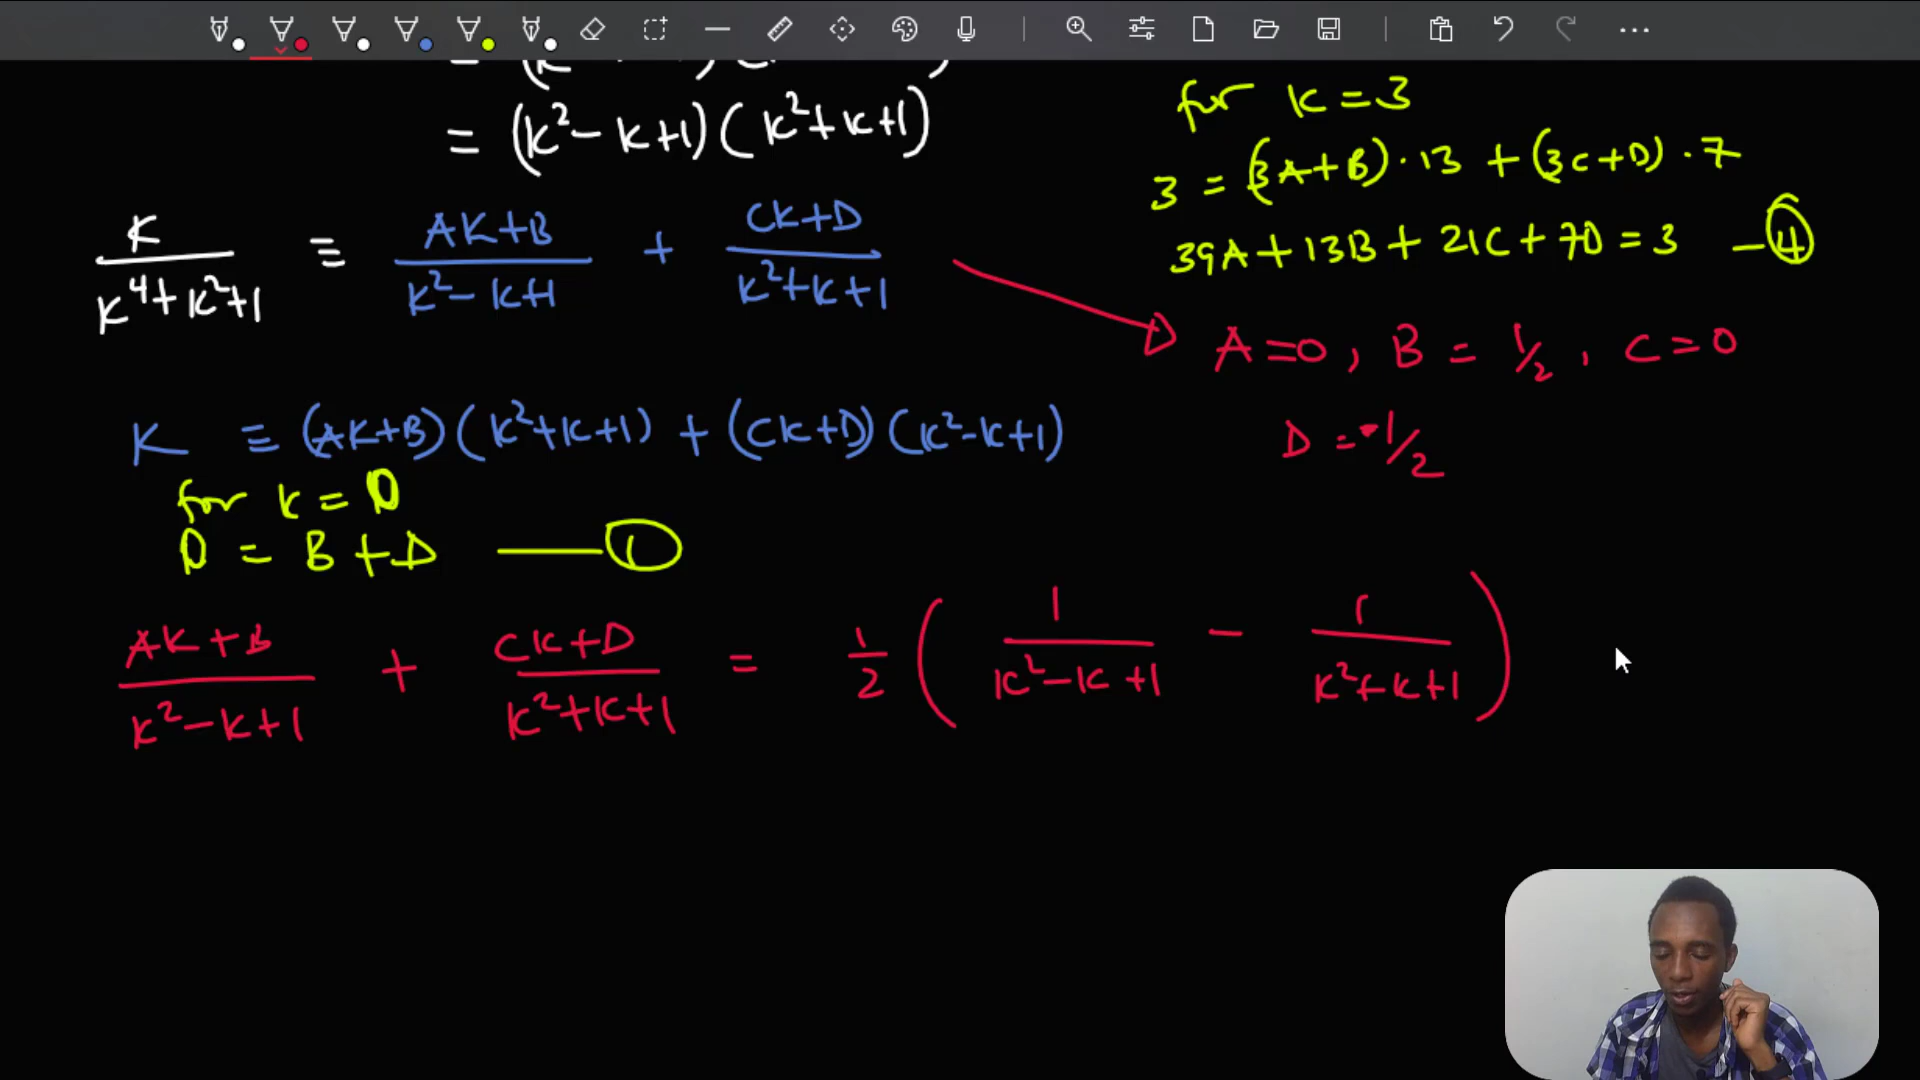 = (k²-k+1)(k²+k+1)
K/(k⁴+k²+1) ≡ (AK+B)/(k²-k+1) + (CK+D)/(k²+k+1)
K ≡ (AK+B)(k²+k+1) + (CK+D)(k²-k+1)
for k = 0
0 = B+D —①
for k=3
3 = (3A+B)·13 + (3C+D)·7
39A+13B+21C+7D=3 -④
A=0, B=1/2, C=0
D=-1/2
(AK+B)/(k²-k+1) + (CK+D)/(k²+k+1) = 1/2 (1/(k²-k+1) - 1/(k²+k+1))